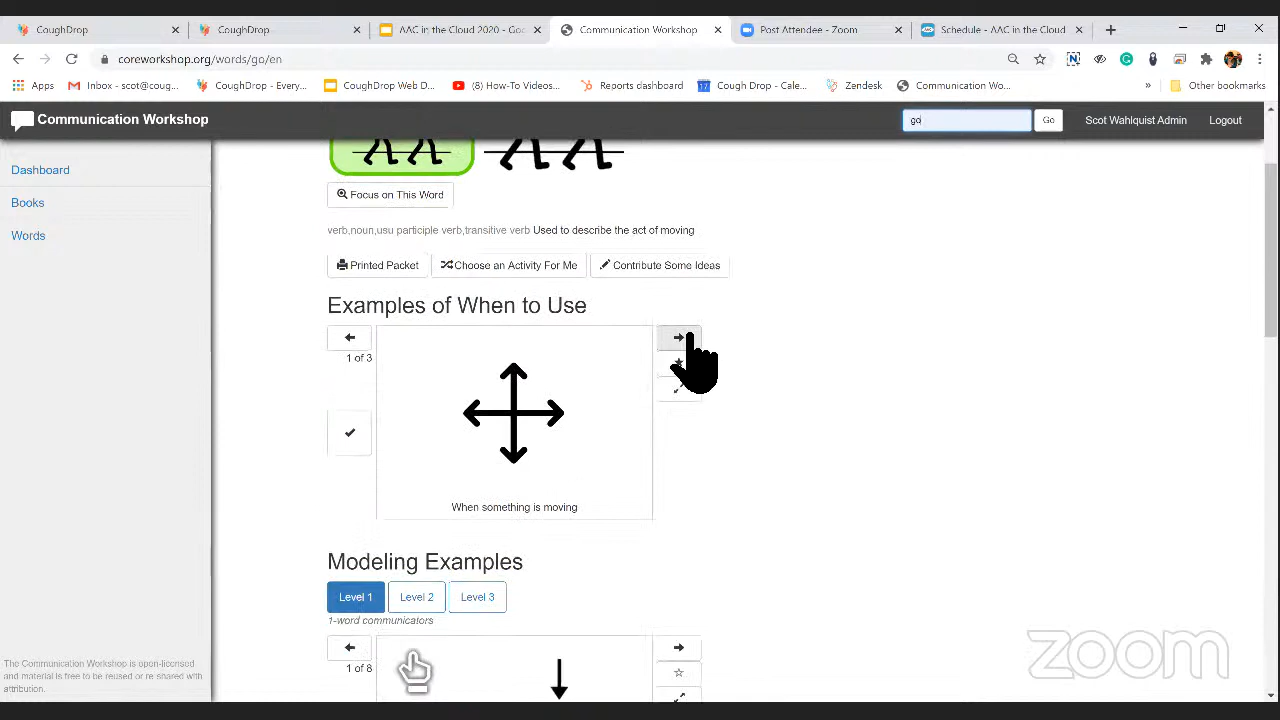 CoughDrop
CoughDrop
AAC in the Cloud 2020 - Goo
Communication Workshop
Post Attendee - Zoom
Schedule - AAC in the Cloud
coreworkshop.org/words/go/en
Apps
Inbox - scot@coug...
CoughDrop - Every...
CoughDrop Web D...
(8) How-To Videos...
Reports dashboard
17
Cough Drop - Cale...
Zendesk
Communication Wo...
»
Other bookmarks
Communication Workshop
go
Go
Scot Wahlquist Admin
Logout
Dashboard
Books
Words
Focus on This Word
verb,noun,usu participle verb,transitive verb Used to describe the act of moving
Printed Packet
Choose an Activity For Me
Contribute Some Ideas
Examples of When to Use
1 of 3
When something is moving
Modeling Examples
Level 1
Level 2
Level 3
1-word communicators
1 of 8
The Communication Workshop is open-licensed
and material is free to be reused or re shared with
attribution.
zoom